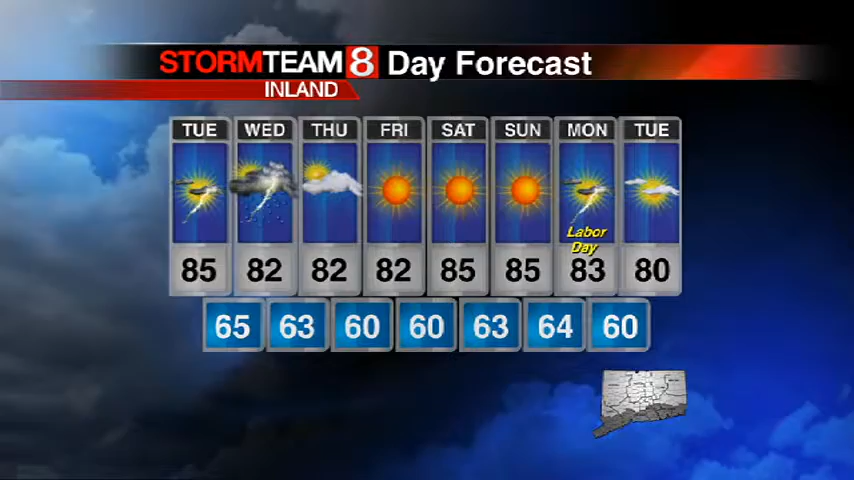 STORMTEAM 8 Day Forecast
INLAND
TUE WED THU FRI SAT SUN MON TUE
Labor
Day
85 82 82 82 85 85 83 80
65 63 60 60 63 64 60